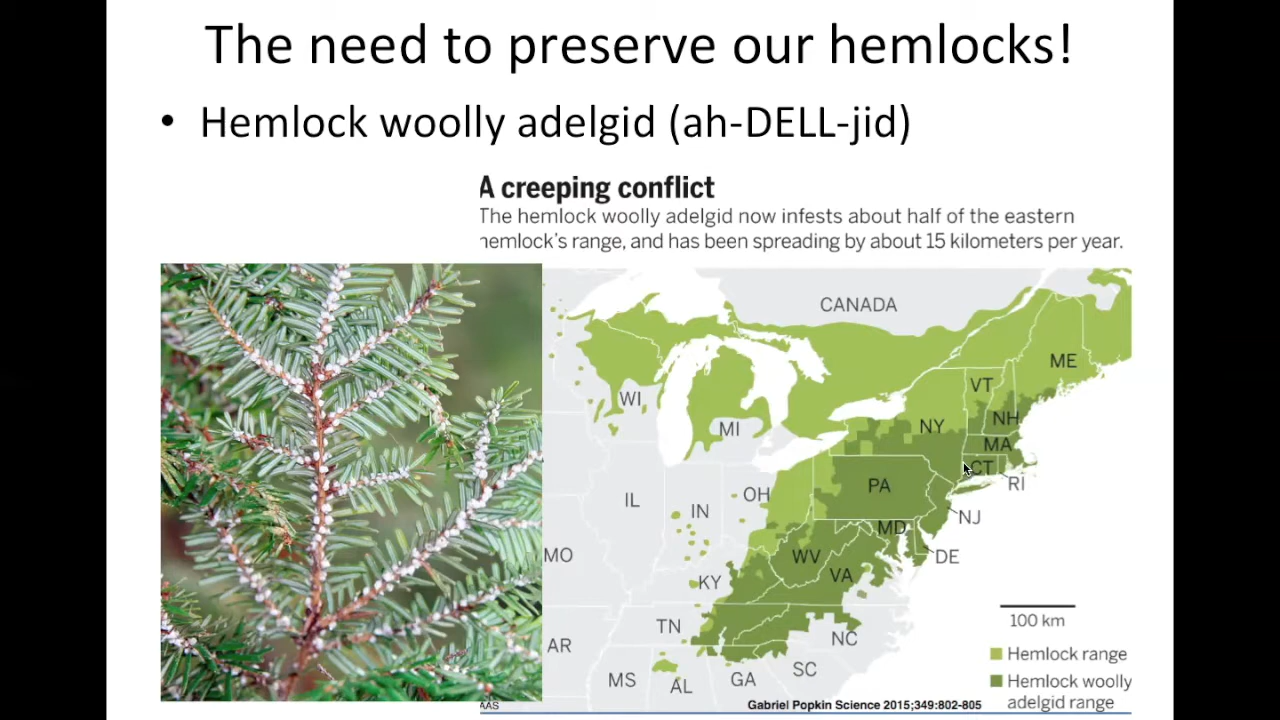 The need to preserve our hemlocks!
• Hemlock woolly adelgid (ah-DELL-jid)
A creeping conflict
The hemlock woolly adelgid now infests about half of the eastern
hemlock's range, and has been spreading by about 15 kilometers per year.
CANADA
ME
VT
WI
NH
NY
MI
MA
CT
RI
PA
OH
IL
IN
NJ
MD
MO
WV
DE
VA
KY
100 km
TN
NC
AR
Hemlock range
SC
GA
MS
AL
Hemlock woolly
adelgid range
AAS
Gabriel Popkin Science 2015;349:802-805